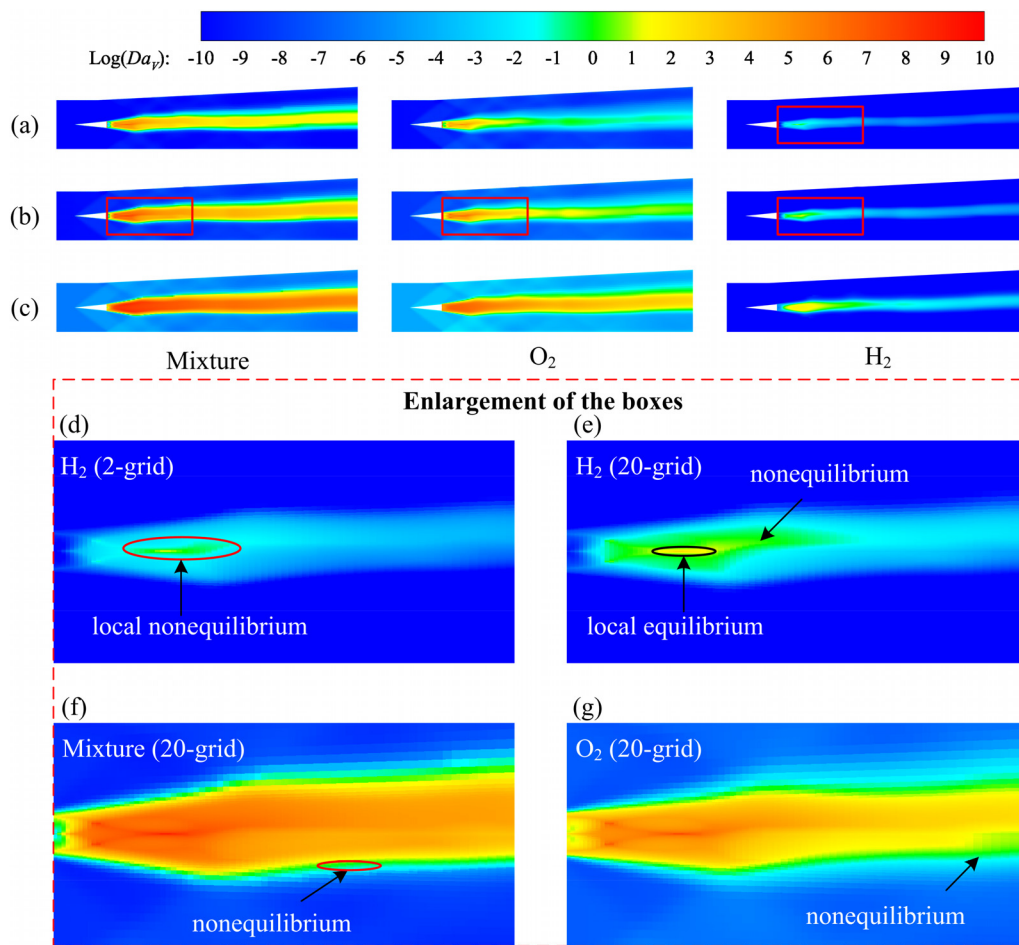 Log(Daᵥ): -10 -9 -8 -7 -6 -5 -4 -3 -2 -1 0 1 2 3 4 5 6 7 8 9 10
(a)
(b)
(c)
Mixture O₂ H₂
Enlargement of the boxes
(d) (e)
H₂ (2-grid) H₂ (20-grid)
nonequilibrium
local nonequilibrium local equilibrium
(f) (g)
Mixture (20-grid) O₂ (20-grid)
nonequilibrium nonequilibrium